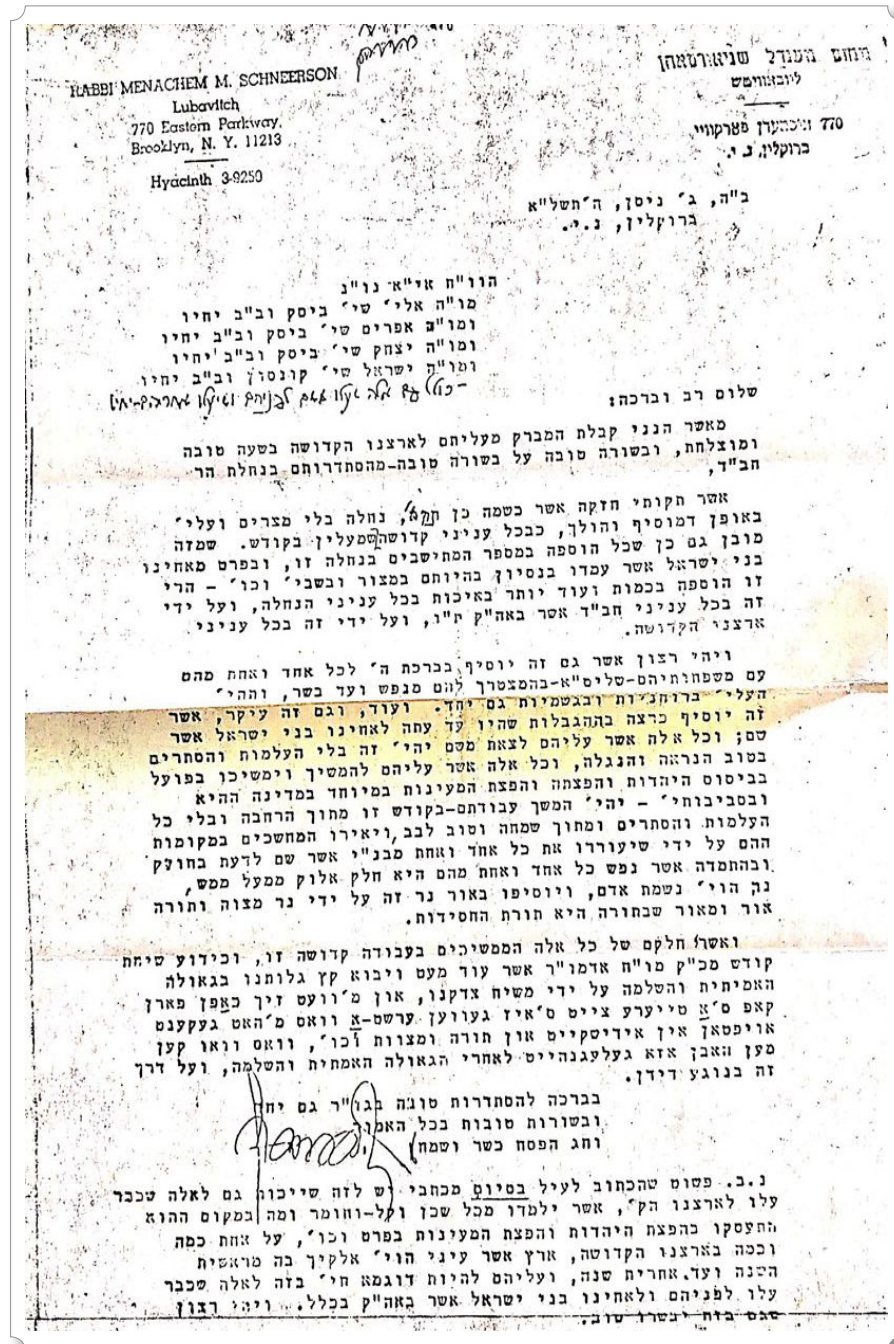 RABBI MENACHEM M. SCHNEERSON
Lubavitch
770 Eastern Parkway,
Brooklyn, N. Y. 11213
Hyacinth 3-9250
מנחם מענדל שניאורסאהן
ליובאוויטש
770 איסטערן פארקוויי
ברוקלין, נ. י.
ב"ה, ג' ניסן, ה'תשל"א
ברוקלין, נ.י.
הוו"ח אי"א נו"נ
מו"ה אלי' שי' ביסק וב"ב יחיו
ומו"ה אפרים שי' ביסק וב"ב יחיו
ומו"ה יצחק שי' ביסק וב"ב יחיו
ומו"ה ישראל שי' קונסון וב"ב יחיו
שלום רב וברכה:
מאשר הנני קבלת המברק מעליתם לארצנו הקדושה בשעה טובה
ומוצלחת, ובשורה טובה על בשורה טובה-מהסתדרותם בנחלת הר
חב"ד,
אשר תקותי חזקה אשר כשמה כן תקא, נחלה בלי מצרים ועלי'
באופן דמוסיף והולך, כבכל עניני קדושה שמעלין בקודש. שמזה
מובן גם כן שכל הוספה במספר המתישבים בנחלה זו, ובפרט מאחינו
בני ישראל אשר עמדו בנסיון בהיותם במצור ובשבי' וכו' - הרי
זו הוספה בכמות ועוד יותר באיכות בכל עניני הנחלה, ועל ידי
זה בכל עניני חב"ד אשר באה"ק ת"ו, ועל ידי זה בכל עניני
ארצנו הקדושה.
ויהי רצון אשר גם זה יוסיף בברכת ה' לכל אחד ואחת מהם
עם משפחותיהם-שליט"א-בהמצטרך להם מנפש ועד בשר, ותהי'
העלי' ברוחניות ובגשמיות גם יחד. ועוד, וגם זה עיקר, אשר
זה יוסיף פרצה בההגבלות שהיו עד עתה לאחינו בני ישראל אשר
שם; וכל אלה אשר עליהם לצאת משם יהי' זה בלי העלמות והסתרים
בטוב הנראה והנגלה, וכל אלה אשר עליהם להמשיך וימשיכו בפועל
בביסוס היהדות והפצתה והפצת המעינות במיוחד במדינה ההיא
ובסביבותי' - יהי' המשך עבודתם-בקודש זו מתוך הרחבה ובלי כל
העלמות והסתרים ומתוך שמחה וטוב לבב, ויאירו המחשכים במקומות
ההם על ידי שיעוררו את כל אחד ואחת מבנ"י אשר שם לדעת בחוזק
ובהתמדה אשר נפש כל אחד ואחת מהם היא חלק אלוק ממעל ממש,
נר הוי' נשמת אדם, ויוסיפו באור נר זה על ידי נר מצוה ותורה
אור ומאור שבתורה היא תורת החסידות.
ואשרי חלקם של כל אלה הממשיכים בעבודה קדושה זו, וכידוע שיחת
קודש מכ"ק מו"ח אדמו"ר אשר עוד מעט ויבוא קץ גלותנו בגאולה
האמיתית והשלמה על ידי משיח צדקנו, און מ'וועט זיך כאפן פארן
קאפ ס'א טייערע צייט ס'איז געווען ערשט-א וואס מ'האט געקענט
אויפטאן אין אידישקייט און תורה ומצוות וכו', וואס וואו קען
מען האבן אזא געלעגנהייט לאחרי הגאולה האמתית והשלמה, ועל דרך
זה בנוגע דידן.
בברכה להסתדרות טובה בגו"ר גם יחד
ובשורות טובות בכל האמור
וחג הפסח כשר ושמח
נ.ב. פשוט שהכתוב לעיל בסיום מכתבי יש לזה שייכות גם לאלה שכבר
עלו לארצנו הק', אשר ילמדו מכל שכן וקל-וחומר ומה במקום ההוא
התעסקו בהפצת היהדות והפצת המעינות בפרט וכו', על אחת כמה
וכמה בארצנו הקדושה, ארץ אשר עיני הוי' אלקיך בה מראשית
השנה ועד אחרית שנה, ועליהם להיות דוגמא חי' בזה לאלה שכבר
עלו לפניהם ולאחינו בני ישראל אשר באה"ק בכלל. ויהי רצון
שגם בזה יבשרו טוב.